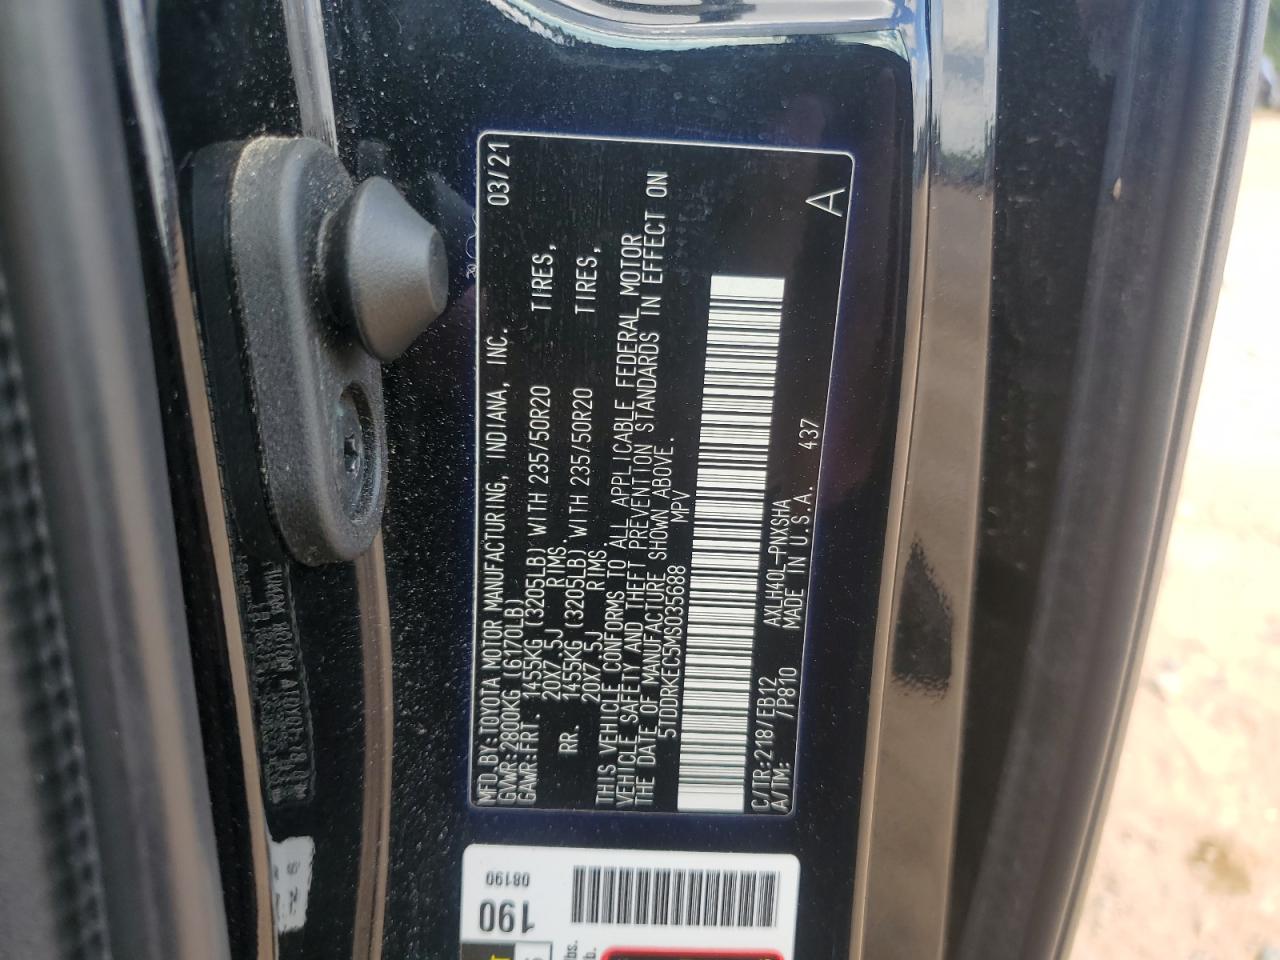 MFD.BY:TOYOTA MOTOR MANUFACTURING, INDIANA, INC. 03/21
GVWR:2800KG (6170LB)
GAWR:FRT. 1455KG (3205LB) WITH 235/50R20 TIRES,
20X7.5J RIMS
RR. 1455KG (3205LB) WITH 235/50R20 TIRES,
20X7.5J RIMS
THIS VEHICLE CONFORMS TO ALL APPLICABLE FEDERAL MOTOR
VEHICLE SAFETY AND THEFT PREVENTION STANDARDS IN EFFECT ON
THE DATE OF MANUFACTURE SHOWN ABOVE.
5TDDRKEC5MS035688 MPV
C/TR:218/EB12 AXLH40L-PNXSHA
A/TM: /P810 MADE IN U.S.A. 437
A
190
08190